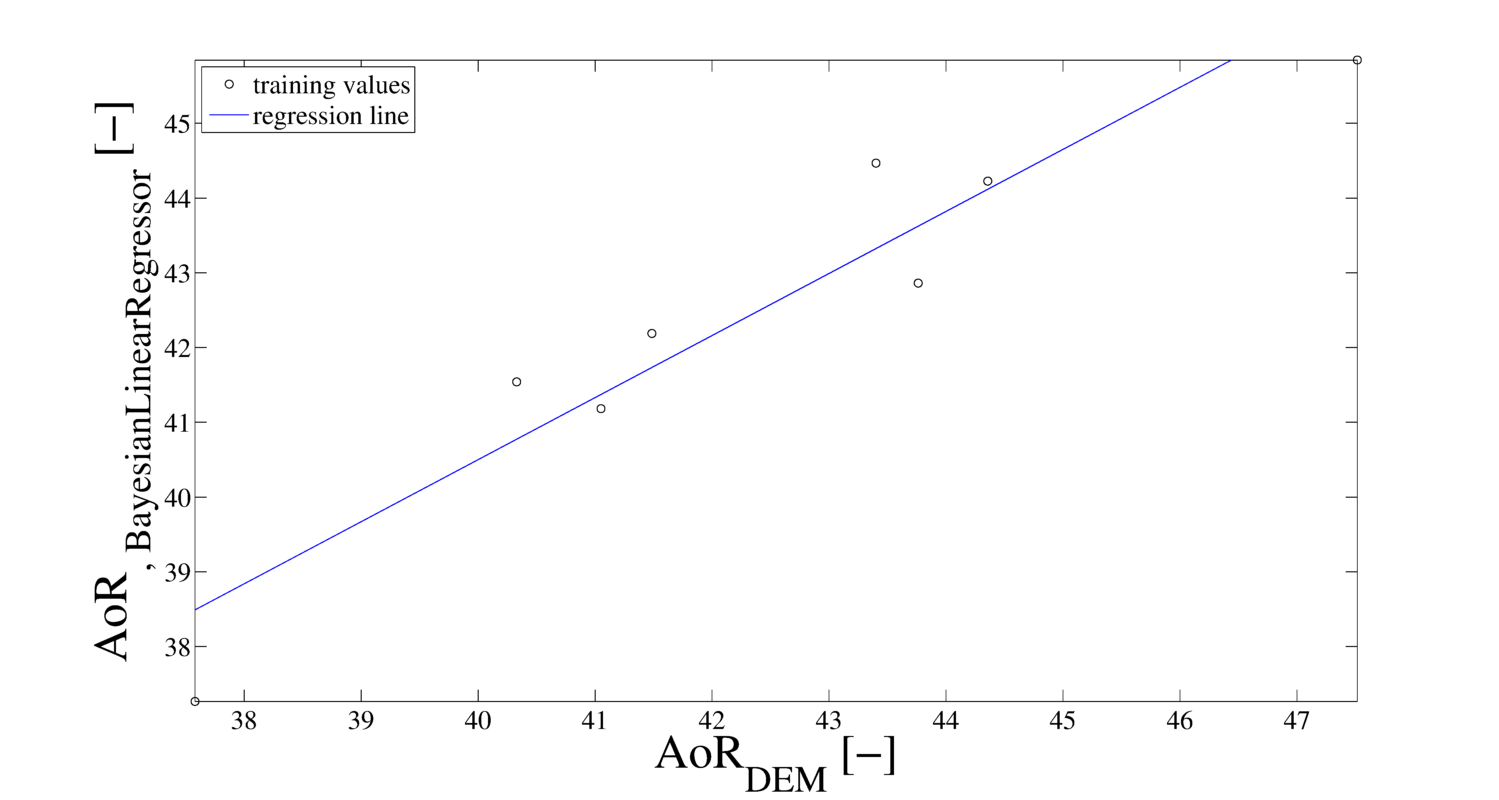 training values
regression line
45
44
43
42
41
40
39
38
AoR , BayesianLinearRegressor [−]
38 39 40 41 42 43 44 45 46 47
AoR DEM [−]